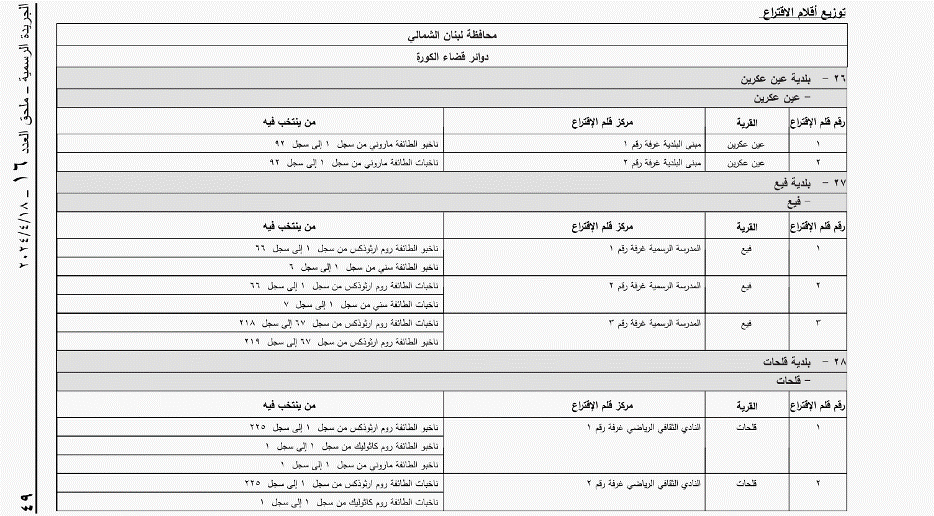 الجريدة الرسمية – ملحق العدد ١٦ – ٢٠٢٤/٤/١٨
توزيع أقلام الإقتراع
محافظة لبنان الشمالي
دوائر قضاء الكورة
٢٦ – بلدية عين عكرين
– عين عكرين
رقم قلم الإقتراع القرية مركز قلم الإقتراع من ينتخب فيه
١ عين عكرين مبنى البلدية غرفة رقم ١ ناخبو الطائفة ماروني من سجل ١ إلى سجل ٩٢
٢ عين عكرين مبنى البلدية غرفة رقم ٢ ناخبات الطائفة ماروني من سجل ١ إلى سجل ٩٢
٢٧ – بلدية فيع
– فيع
رقم قلم الإقتراع القرية مركز قلم الإقتراع من ينتخب فيه
١ فيع المدرسة الرسمية غرفة رقم ١ ناخبو الطائفة روم ارثوذكس من سجل ١ إلى سجل ٦٦
ناخبو الطائفة سني من سجل ١ إلى سجل ٦
٢ فيع المدرسة الرسمية غرفة رقم ٢ ناخبات الطائفة روم ارثوذكس من سجل ١ إلى سجل ٦٦
ناخبات الطائفة سني من سجل ١ إلى سجل ٧
٣ فيع المدرسة الرسمية غرفة رقم ٣ ناخبات الطائفة روم ارثوذكس من سجل ٦٧ إلى سجل ٢١٨
ناخبو الطائفة روم ارثوذكس من سجل ٦٧ إلى سجل ٢١٩
٢٨ – بلدية قلحات
– قلحات
رقم قلم الإقتراع القرية مركز قلم الإقتراع من ينتخب فيه
١ قلحات النادي الثقافي الرياضي غرفة رقم ١ ناخبو الطائفة روم ارثوذكس من سجل ١ إلى سجل ٢٢٥
ناخبو الطائفة روم كاثوليك من سجل ١ إلى سجل ١
ناخبو الطائفة ماروني من سجل ١ إلى سجل ١
٢ قلحات النادي الثقافي الرياضي غرفة رقم ٢ ناخبات الطائفة روم ارثوذكس من سجل ١ إلى سجل ٢٢٥
ناخبات الطائفة روم كاثوليك من سجل ١ إلى سجل ١
٤٩